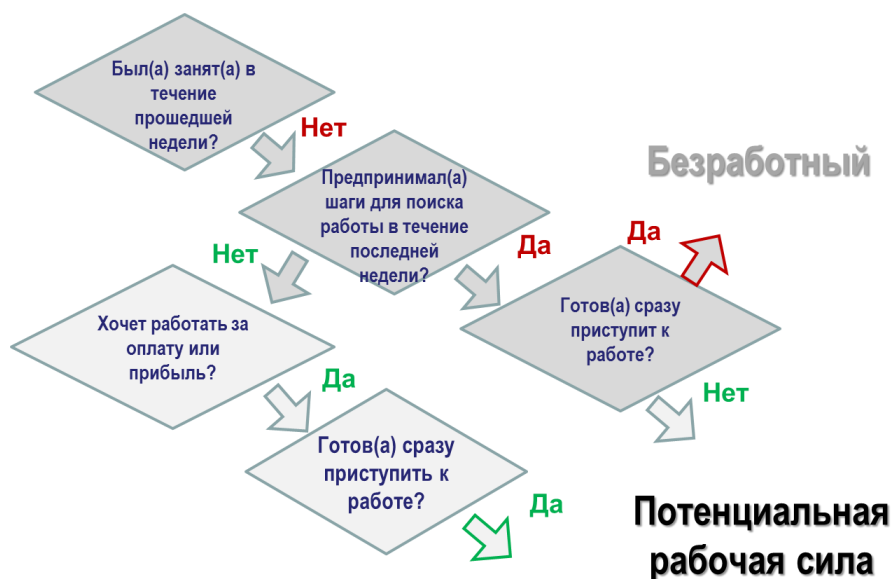 Был(а) занят(а) в
течение
прошедшей
недели?
Нет
Безработный
Предпринимал(а)
шаги для поиска
работы в течение
последней
недели?
Нет
Да
Да
Хочет работать за
оплату или
прибыль?
Готов(а) сразу
приступит к
работе?
Да
Нет
Готов(а) сразу
приступить к
работе?
Да
Потенциальная
рабочая сила